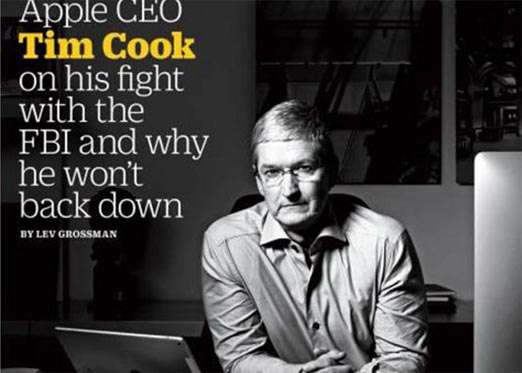 Apple CEO
Tim Cook
on his fight
with the
FBI and why
he won't
back down
BY LEV GROSSMAN